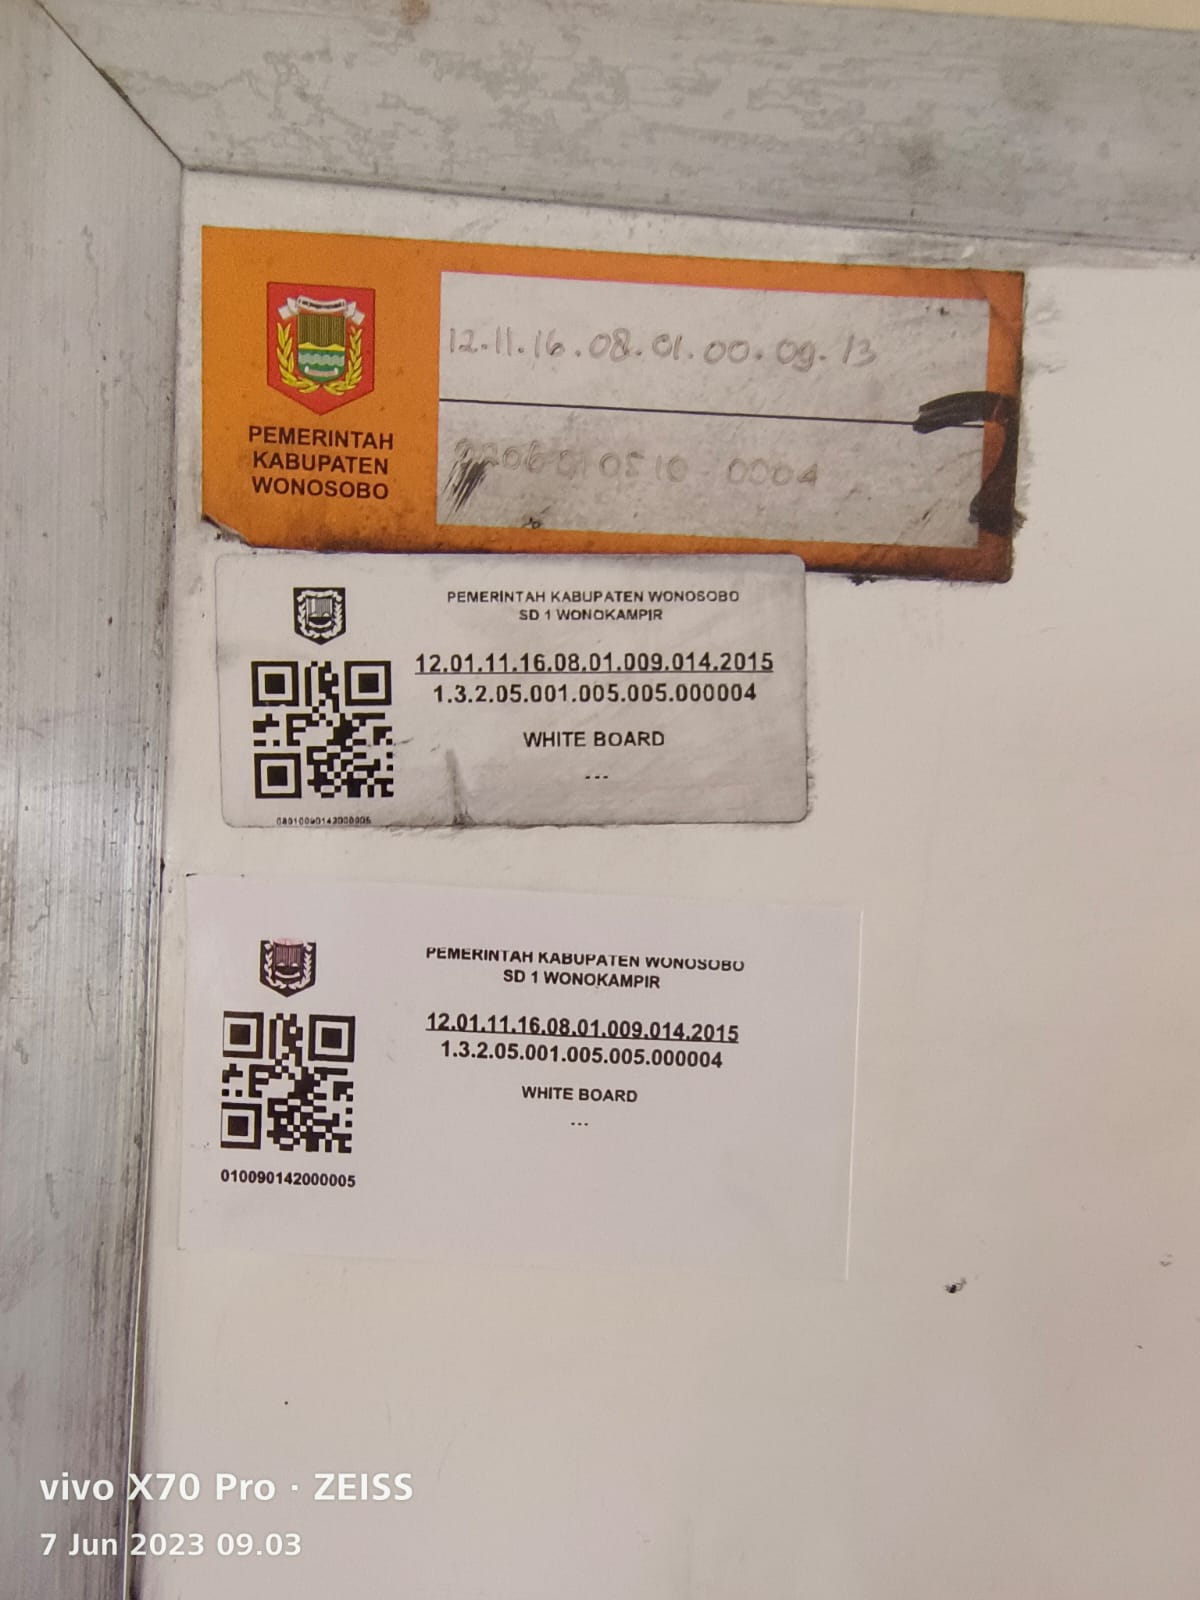 PEMERINTAH
KABUPATEN
WONOSOBO
12.11.16.08.01.00.09.13
PEMERINTAH KABUPATEN WONOSOBO
SD 1 WONOKAMPIR
12.01.11.16.08.01.009.014.2015
1.3.2.05.001.005.005.000004
WHITE BOARD
---
PEMERINTAH KABUPATEN WONOSOBO
SD 1 WONOKAMPIR
12.01.11.16.08.01.009.014.2015
1.3.2.05.001.005.005.000004
WHITE BOARD
---
010090142000005
vivo X70 Pro · ZEISS
7 Jun 2023 09.03